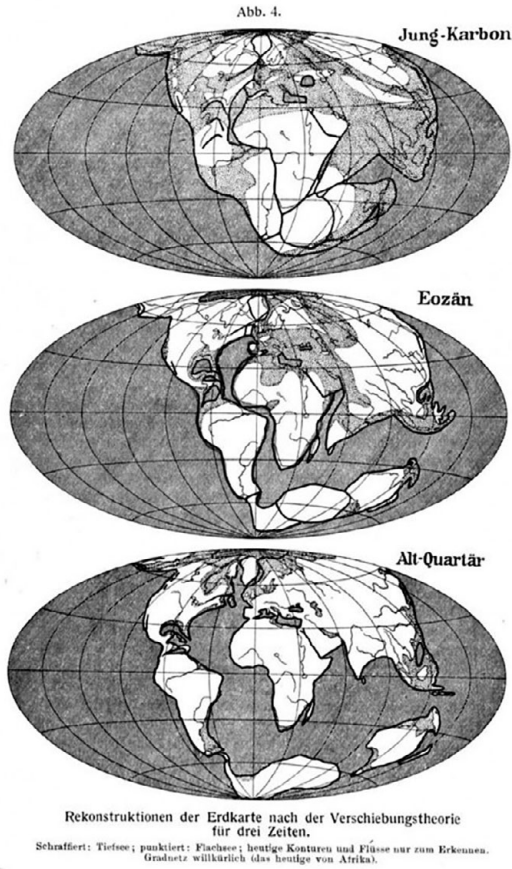 Abb. 4.
Jung-Karbon
Eozän
Alt-Quartär
Rekonstruktionen der Erdkarte nach der Verschiebungstheorie
für drei Zeiten.
Schraffiert: Tiefsee; punktiert: Flachsee; heutige Konturen und Flüsse nur zum Erkennen.
Gradnetz willkürlich (das heutige von Afrika).